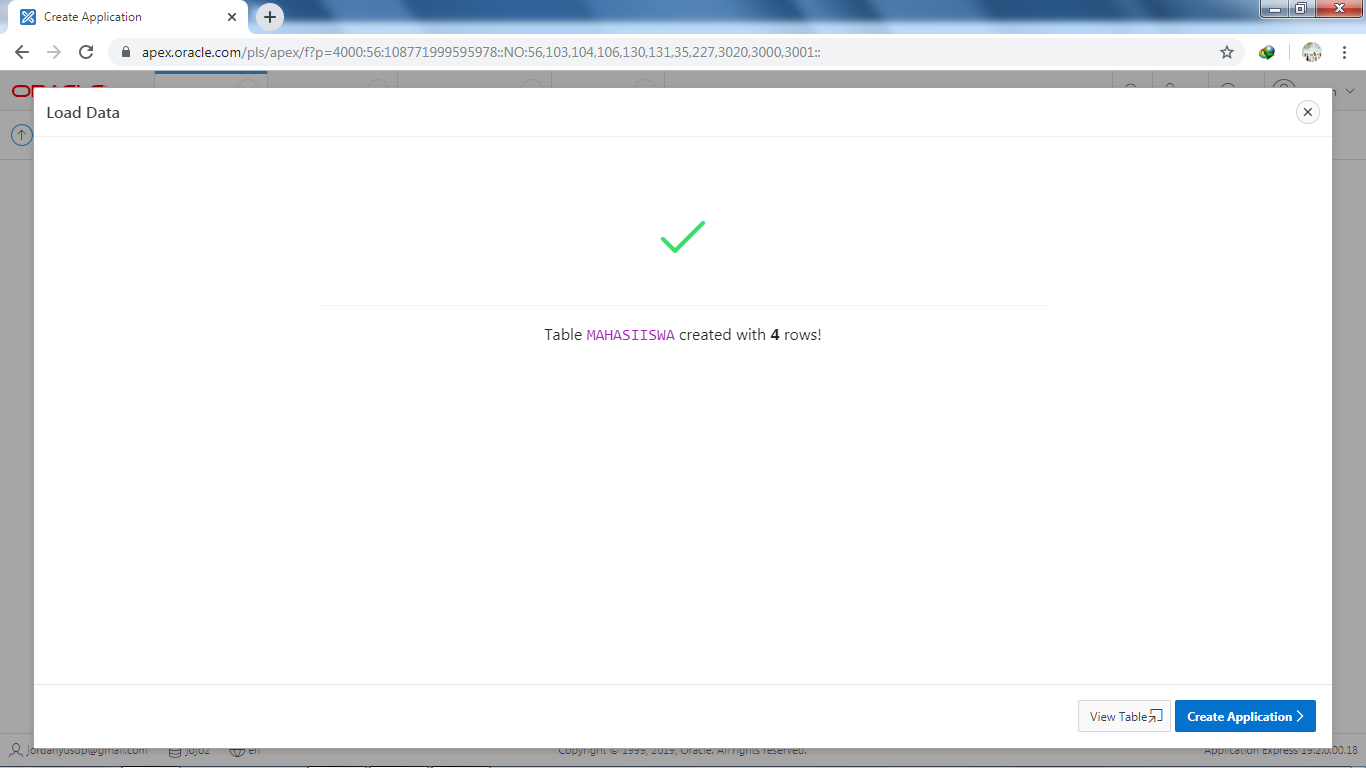 Create Application
apex.oracle.com/pls/apex/f?p=4000:56:108771999595978::NO:56,103,104,106,130,131,35,227,3020,3000,3001::
Load Data
Table MAHASIISWA created with 4 rows!
View Table
Create Application
jordanyusup@gmail.com jojo2 en
Copyright © 1999, 2019, Oracle. All rights reserved.
Application Express 19.2.0.00.18